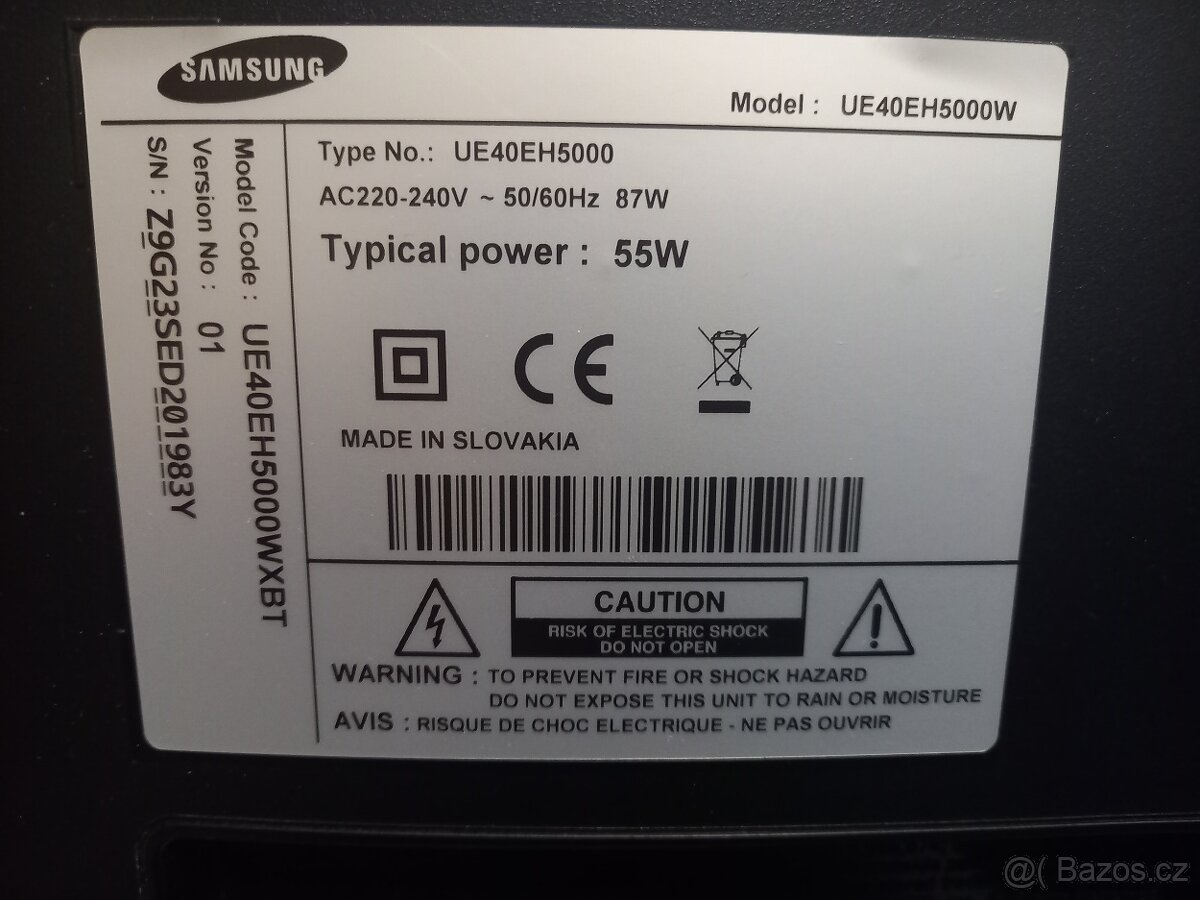 SAMSUNG
Model : UE40EH5000W
Model Code : UE40EH5000WXBT
Version No : 01
S/N : Z9G23SED201983Y
Type No.: UE40EH5000
AC220-240V ~ 50/60Hz 87W
Typical power : 55W
CE
MADE IN SLOVAKIA
CAUTION
RISK OF ELECTRIC SHOCK
DO NOT OPEN
WARNING : TO PREVENT FIRE OR SHOCK HAZARD
DO NOT EXPOSE THIS UNIT TO RAIN OR MOISTURE
AVIS : RISQUE DE CHOC ELECTRIQUE - NE PAS OUVRIR
@( Bazos.cz